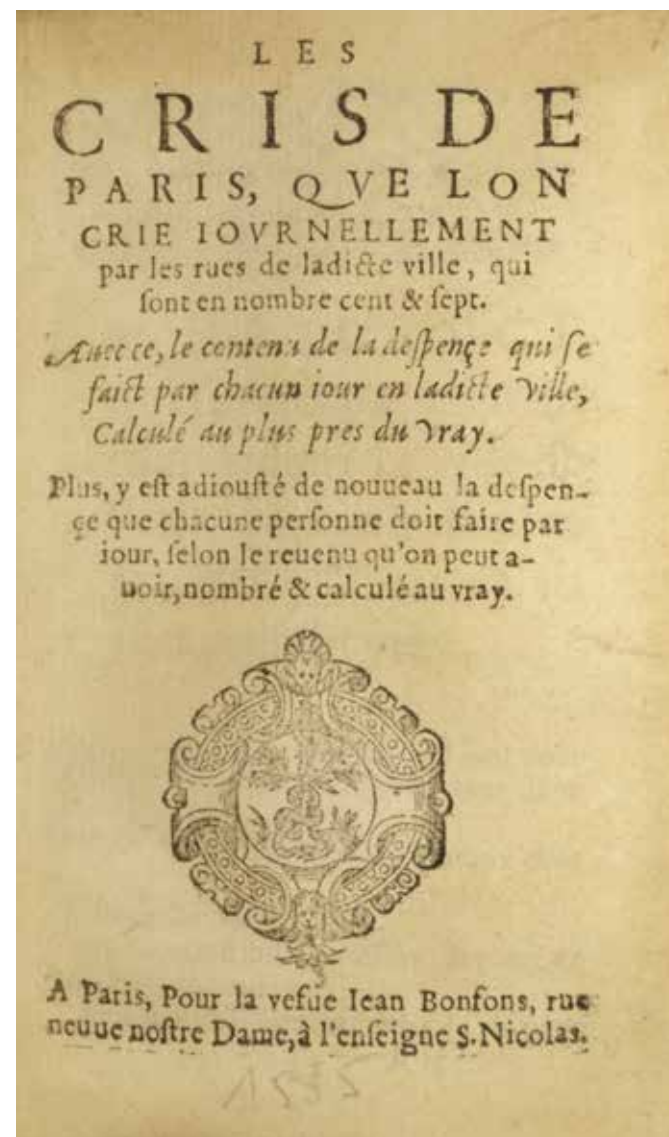 LES
CRIS DE
PARIS, QVE LON
CRIE IOVRNELLEMENT
par les rues de ladicte ville, qui
ſont en nombre cent & ſept.
Auec ce, le contenu de la deſpençe qui ſe
faict par chacun iour en ladicte Ville,
Calculé au plus pres du vray.
Plus, y eſt adiouſté de nouueau la deſpen-
çe que chacune perſonne doit faire par
iour, ſelon le reuenu qu'on peut a-
uoir, nombré & calculé au vray.
A Paris, Pour la vefue Iean Bonfons, rue
neuue noſtre Dame, à l'enſeigne S. Nicolas.